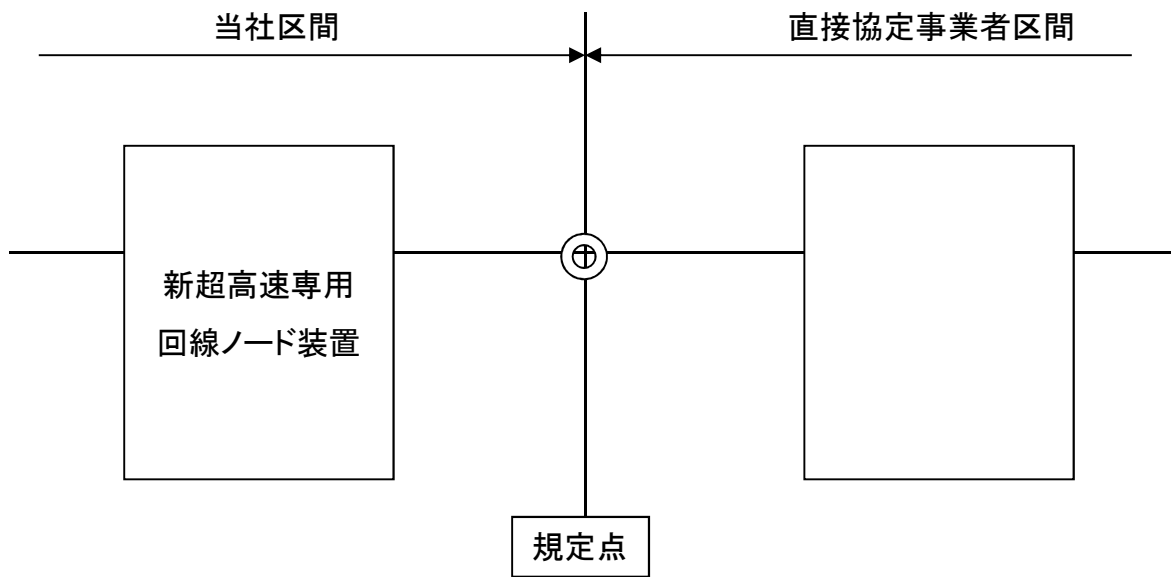 当社区間
直接協定事業者区間
新超高速専用
回線ノード装置
規定点